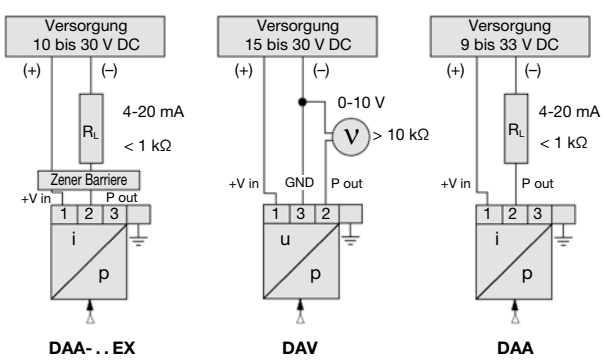 Versorgung
10 bis 30 V DC
(+)
(–)
4-20 mA
R_L
< 1 kΩ
Zener Barriere
+V in
P out
1 2 3
i
p
DAA- . . EX
Versorgung
15 bis 30 V DC
(+)
(–)
0-10 V
V
> 10 kΩ
+V in
GND
P out
1 3 2
u
p
DAV
Versorgung
9 bis 33 V DC
(+)
(–)
4-20 mA
R_L
< 1 kΩ
+V in
P out
1 2 3
i
p
DAA